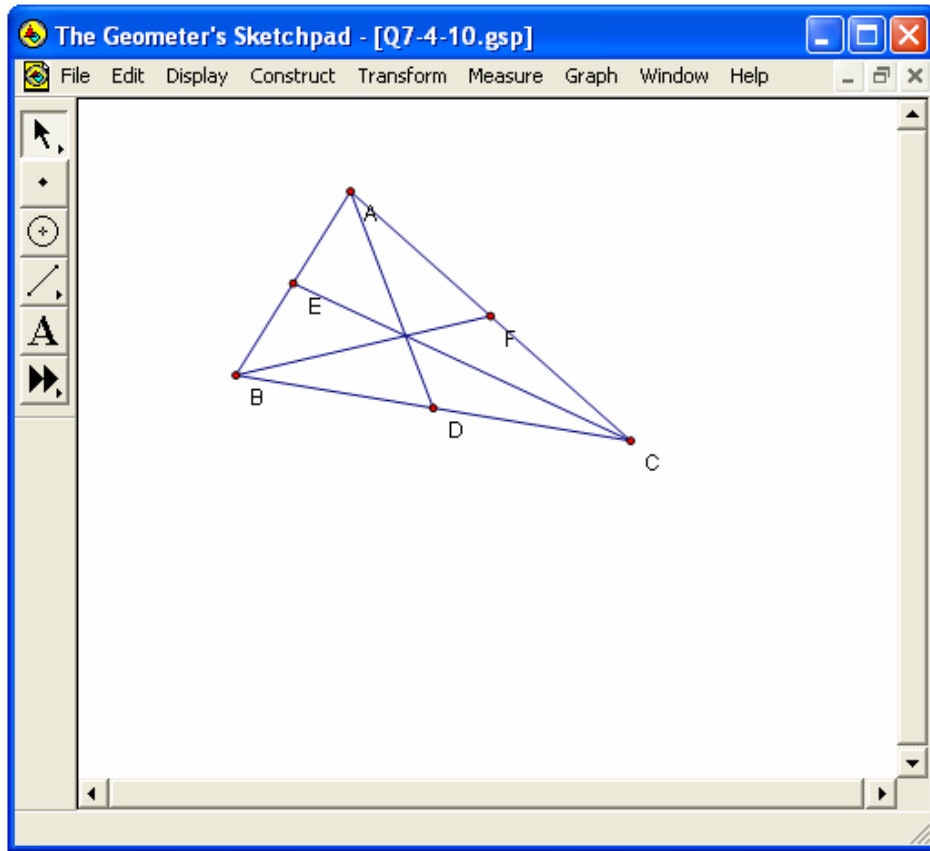 The Geometer's Sketchpad - [Q7-4-10.gsp]
File Edit Display Construct Transform Measure Graph Window Help
A
A
E
F
B
D
C